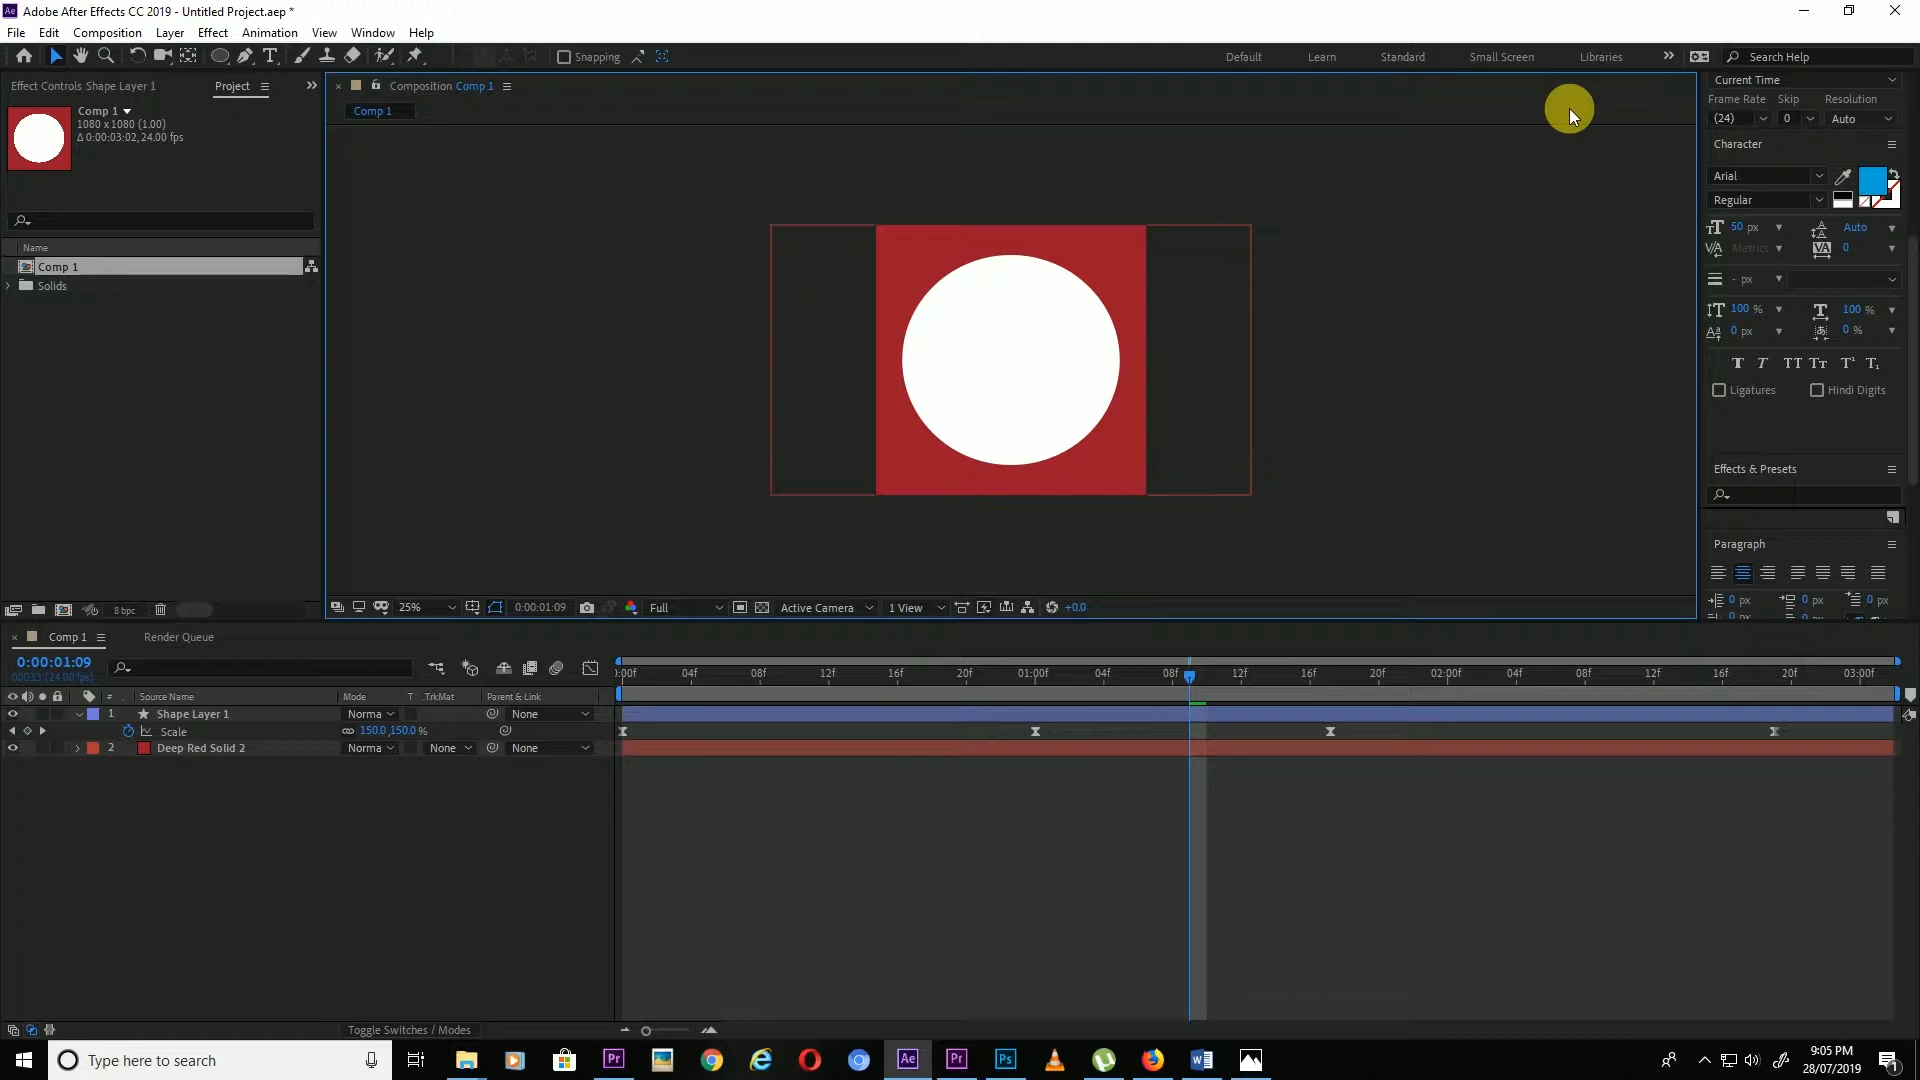 Adobe After Effects CC 2019 - Untitled Project.aep *
File Edit Composition Layer Effect Animation View Window Help
Snapping
Default Learn Standard Small Screen Libraries Search Help
Effect Controls Shape Layer 1 Project
Composition Comp 1
Comp 1
Comp 1
1080 x 1080 (1.00)
Δ 0:00:03:02, 24.00 fps
Name
Comp 1
Solids
8 bpc
25% 0:00:01:09 Full Active Camera 1 View +0.0
Current Time
Frame Rate Skip Resolution
(24) 0 Auto
Character
Arial
Regular
50 px Auto
Metrics 0
- px
100 % 100 %
0 px 0 %
Ligatures Hindi Digits
Effects & Presets
Paragraph
0 px 0 px 0 px
Comp 1 Render Queue
0:00:01:09
00033 (24.00 fps)
:00f 04f 08f 12f 16f 20f 01:00f 04f 08f 12f 16f 20f 02:00f 04f 08f 12f 16f 20f 03:00f
# Source Name Mode T .TrkMat Parent & Link
1 Shape Layer 1 Norma None
Scale 150.0, 150.0 %
2 Deep Red Solid 2 Norma None None
Toggle Switches / Modes
Type here to search
9:05 PM
28/07/2019